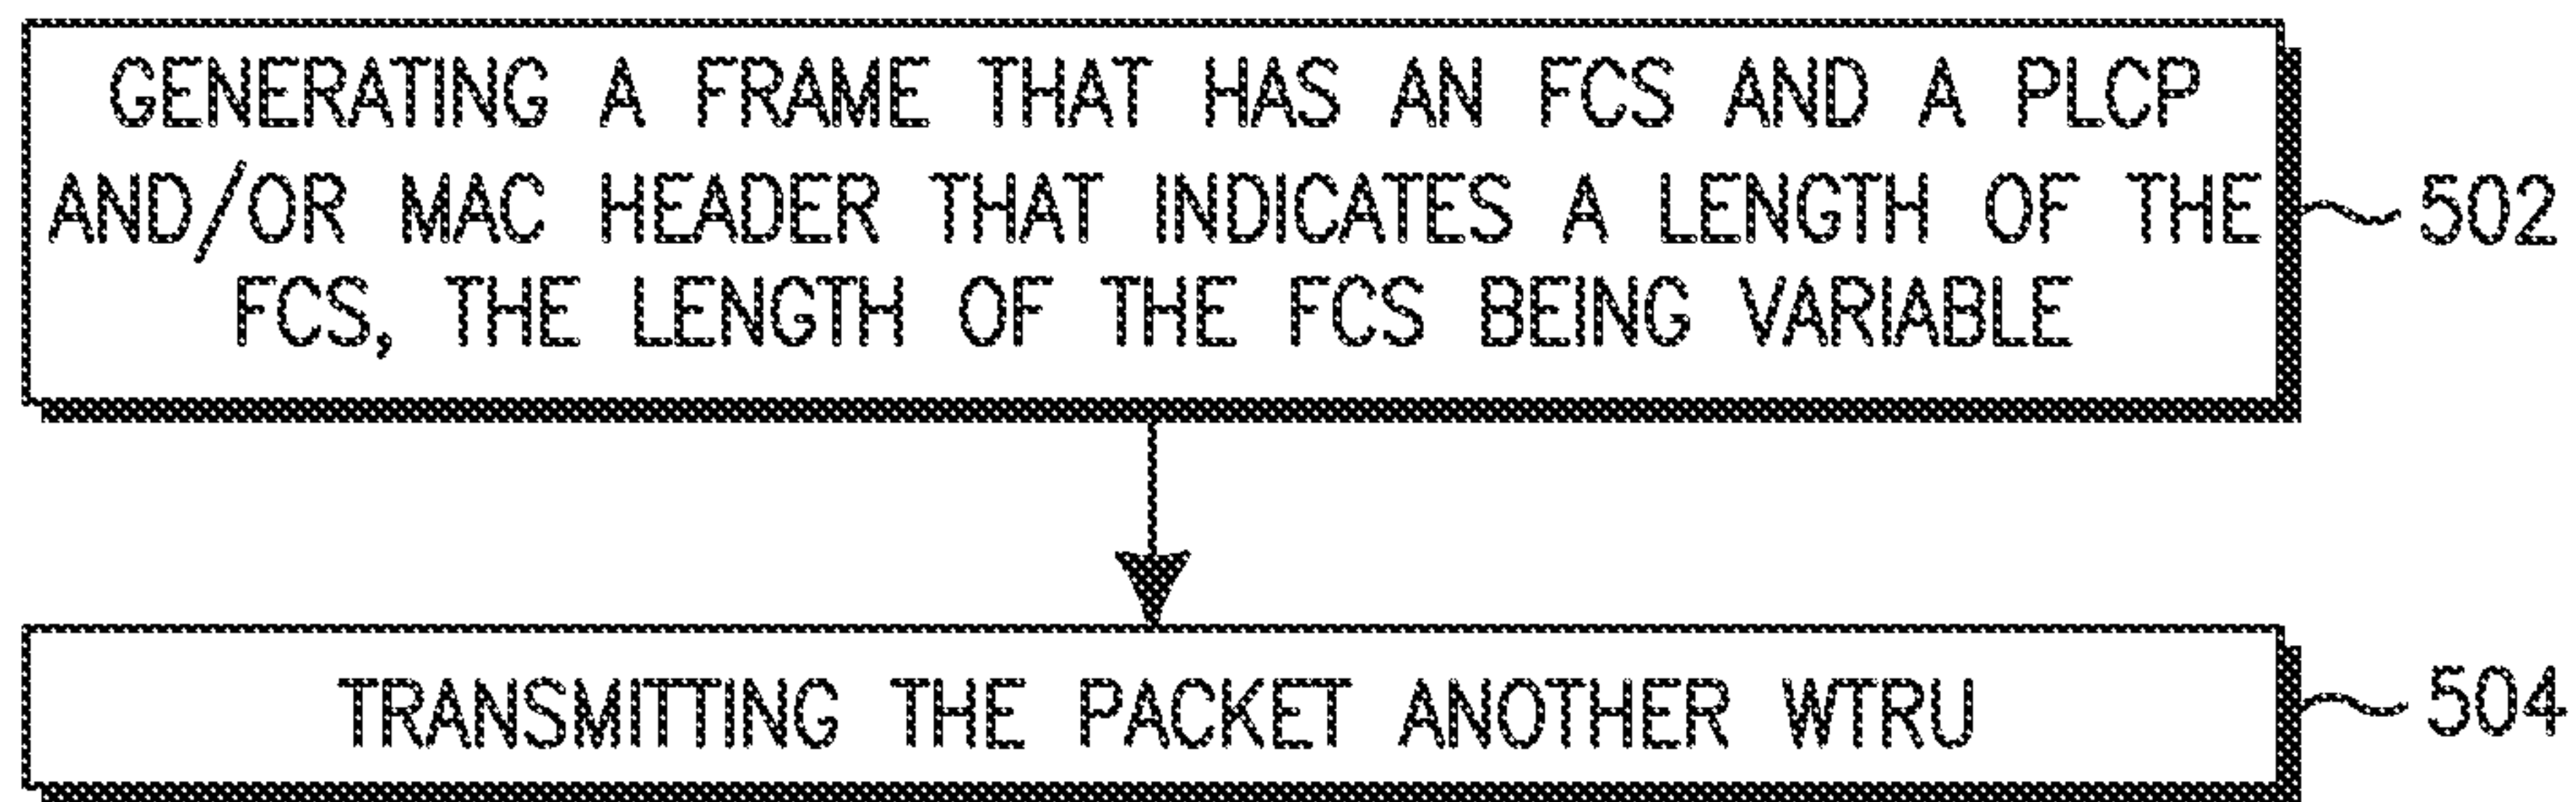 GENERATING A FRAME THAT HAS AN FCS AND A PLCP
AND/OR MAC HEADER THAT INDICATES A LENGTH OF THE
FCS, THE LENGTH OF THE FCS BEING VARIABLE
502
TRANSMITTING THE PACKET ANOTHER WTRU
504